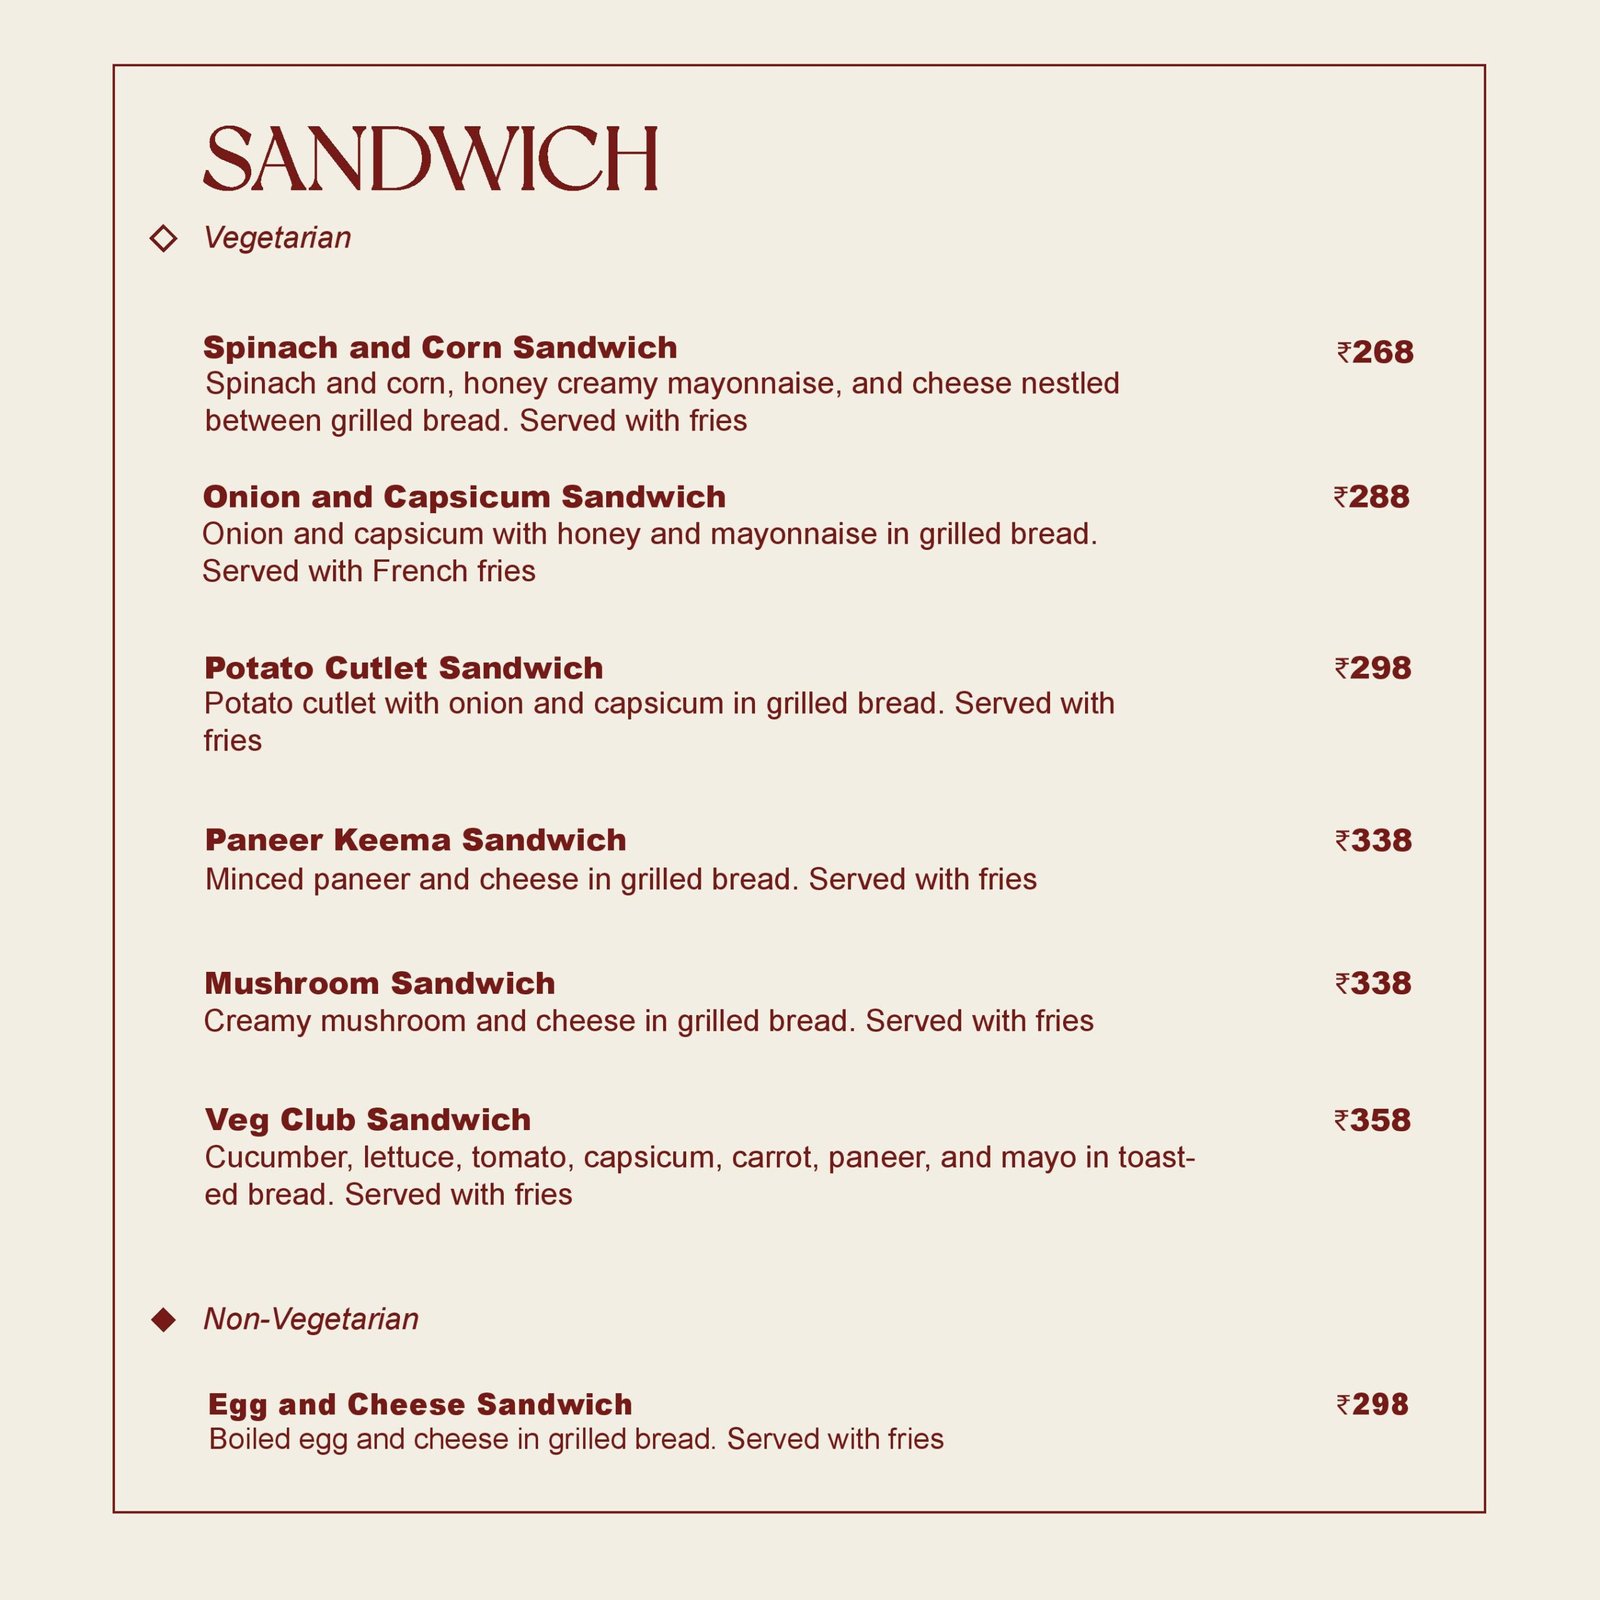 SANDWICH
Vegetarian
Spinach and Corn Sandwich ₹268
Spinach and corn, honey creamy mayonnaise, and cheese nestled
between grilled bread. Served with fries
Onion and Capsicum Sandwich ₹288
Onion and capsicum with honey and mayonnaise in grilled bread.
Served with French fries
Potato Cutlet Sandwich ₹298
Potato cutlet with onion and capsicum in grilled bread. Served with
fries
Paneer Keema Sandwich ₹338
Minced paneer and cheese in grilled bread. Served with fries
Mushroom Sandwich ₹338
Creamy mushroom and cheese in grilled bread. Served with fries
Veg Club Sandwich ₹358
Cucumber, lettuce, tomato, capsicum, carrot, paneer, and mayo in toast-
ed bread. Served with fries
Non-Vegetarian
Egg and Cheese Sandwich ₹298
Boiled egg and cheese in grilled bread. Served with fries